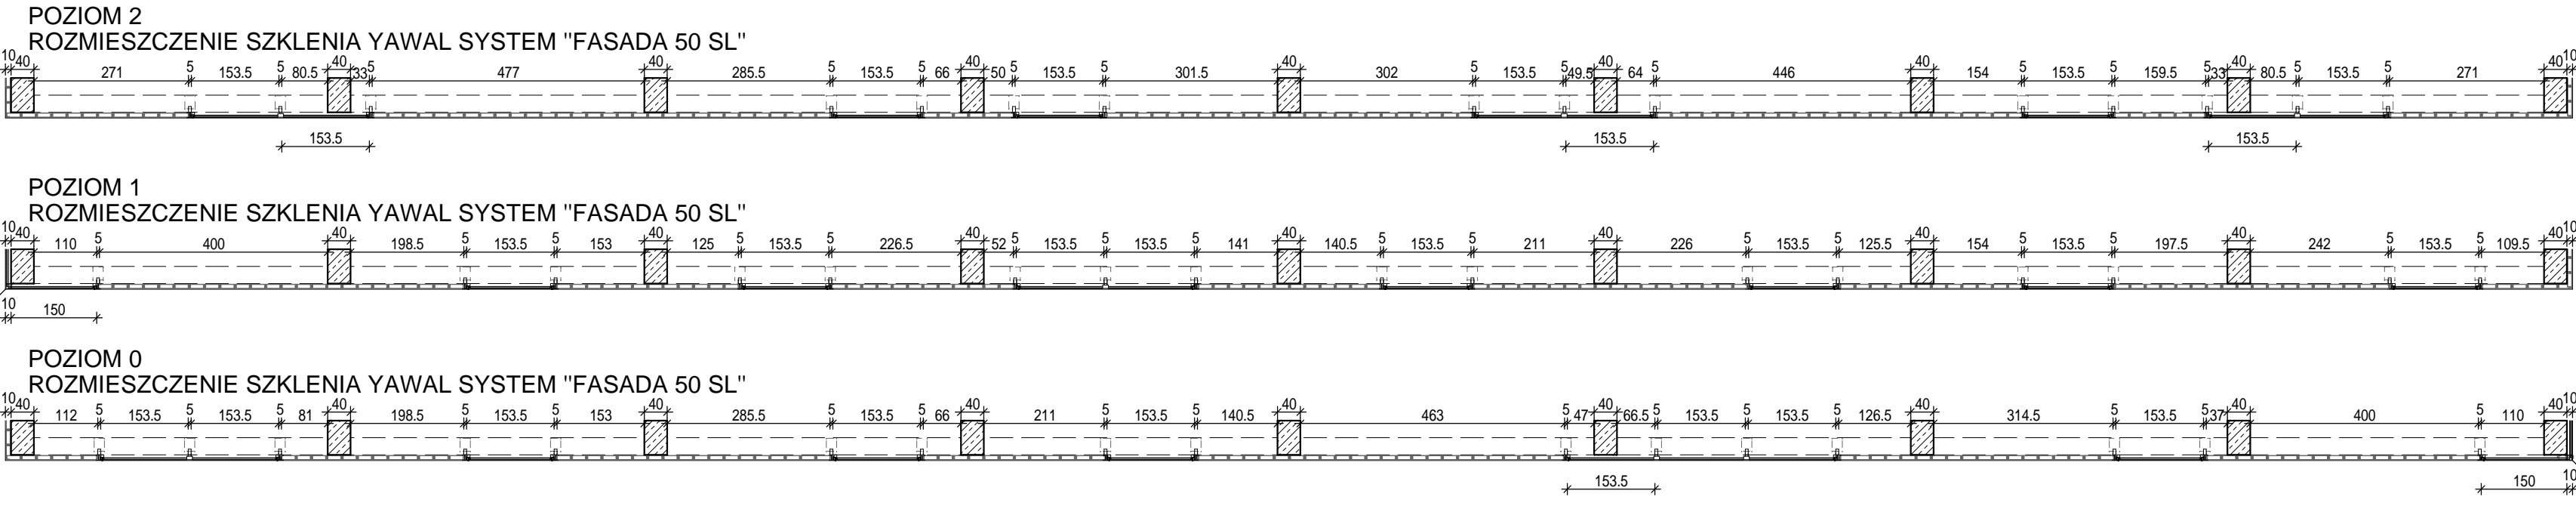 POZIOM 2
ROZMIESZCZENIE SZKLENIA YAWAL SYSTEM "FASADA 50 SL"
10 40 271 5 153.5 5 80.5 40 33 5 477 40 285.5 5 153.5 5 66 40 50 5 153.5 5 301.5 40 302 5 153.5 5 49.5 40 64 5 446 40 154 5 153.5 5 159.5 5 33 40 80.5 5 153.5 5 271 40 10
153.5 153.5 153.5
POZIOM 1
ROZMIESZCZENIE SZKLENIA YAWAL SYSTEM "FASADA 50 SL"
10 40 110 5 400 40 198.5 5 153.5 5 153 40 125 5 153.5 5 226.5 40 52 5 153.5 5 153.5 5 141 40 140.5 5 153.5 5 211 40 226 5 153.5 5 125.5 40 154 5 153.5 5 197.5 40 242 5 153.5 5 109.5 40 10
10 150
POZIOM 0
ROZMIESZCZENIE SZKLENIA YAWAL SYSTEM "FASADA 50 SL"
10 40 112 5 153.5 5 153.5 5 81 40 198.5 5 153.5 5 153 40 285.5 5 153.5 5 66 40 211 5 153.5 5 140.5 40 463 5 47 40 66.5 5 153.5 5 153.5 5 126.5 40 314.5 5 153.5 5 37 40 400 5 110 40 10
153.5 150 10